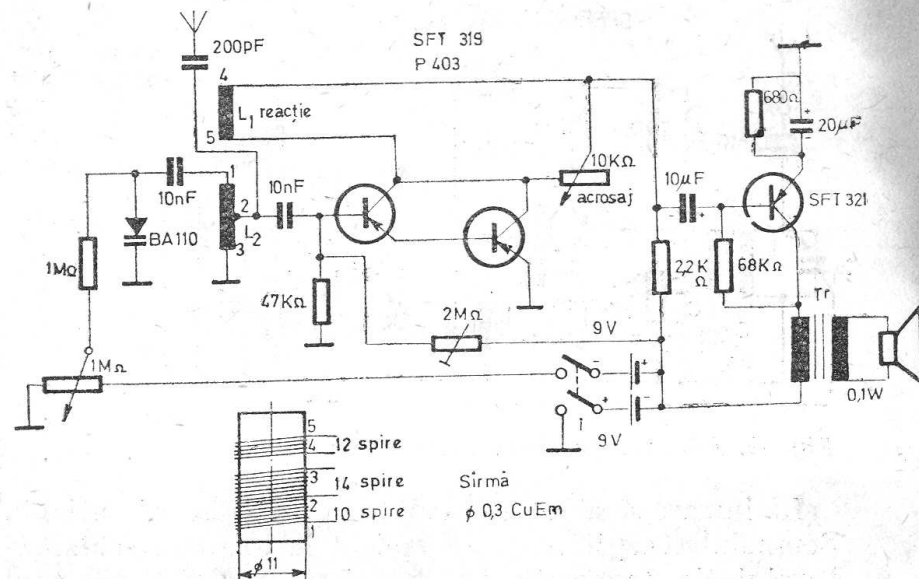 SFT 319
P 403
200pF
4
L1 reacție
5
680Ω
+
20μF
-
1
10nF
2
L2
3
10nF
10KΩ
acrosaj
10μF
+
SFT 321
BA110
1MΩ
47KΩ
2,2K
Ω
68KΩ
Tr
2MΩ
9V
1MΩ
-
+
+
-
i
9V
0,1W
5
4
12 spire
3
14 spire
Sîrmă
2
10 spire
ϕ 0,3 CuEm
1
ϕ 11